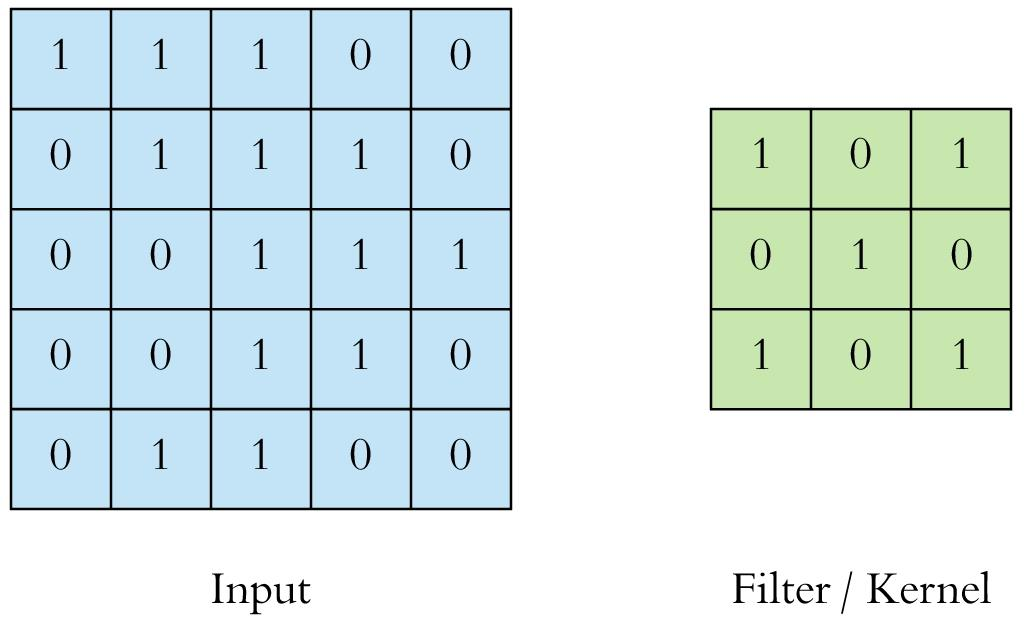 1 1 1 0 0
0 1 1 1 0
0 0 1 1 1
0 0 1 1 0
0 1 1 0 0
Input
1 0 1
0 1 0
1 0 1
Filter / Kernel